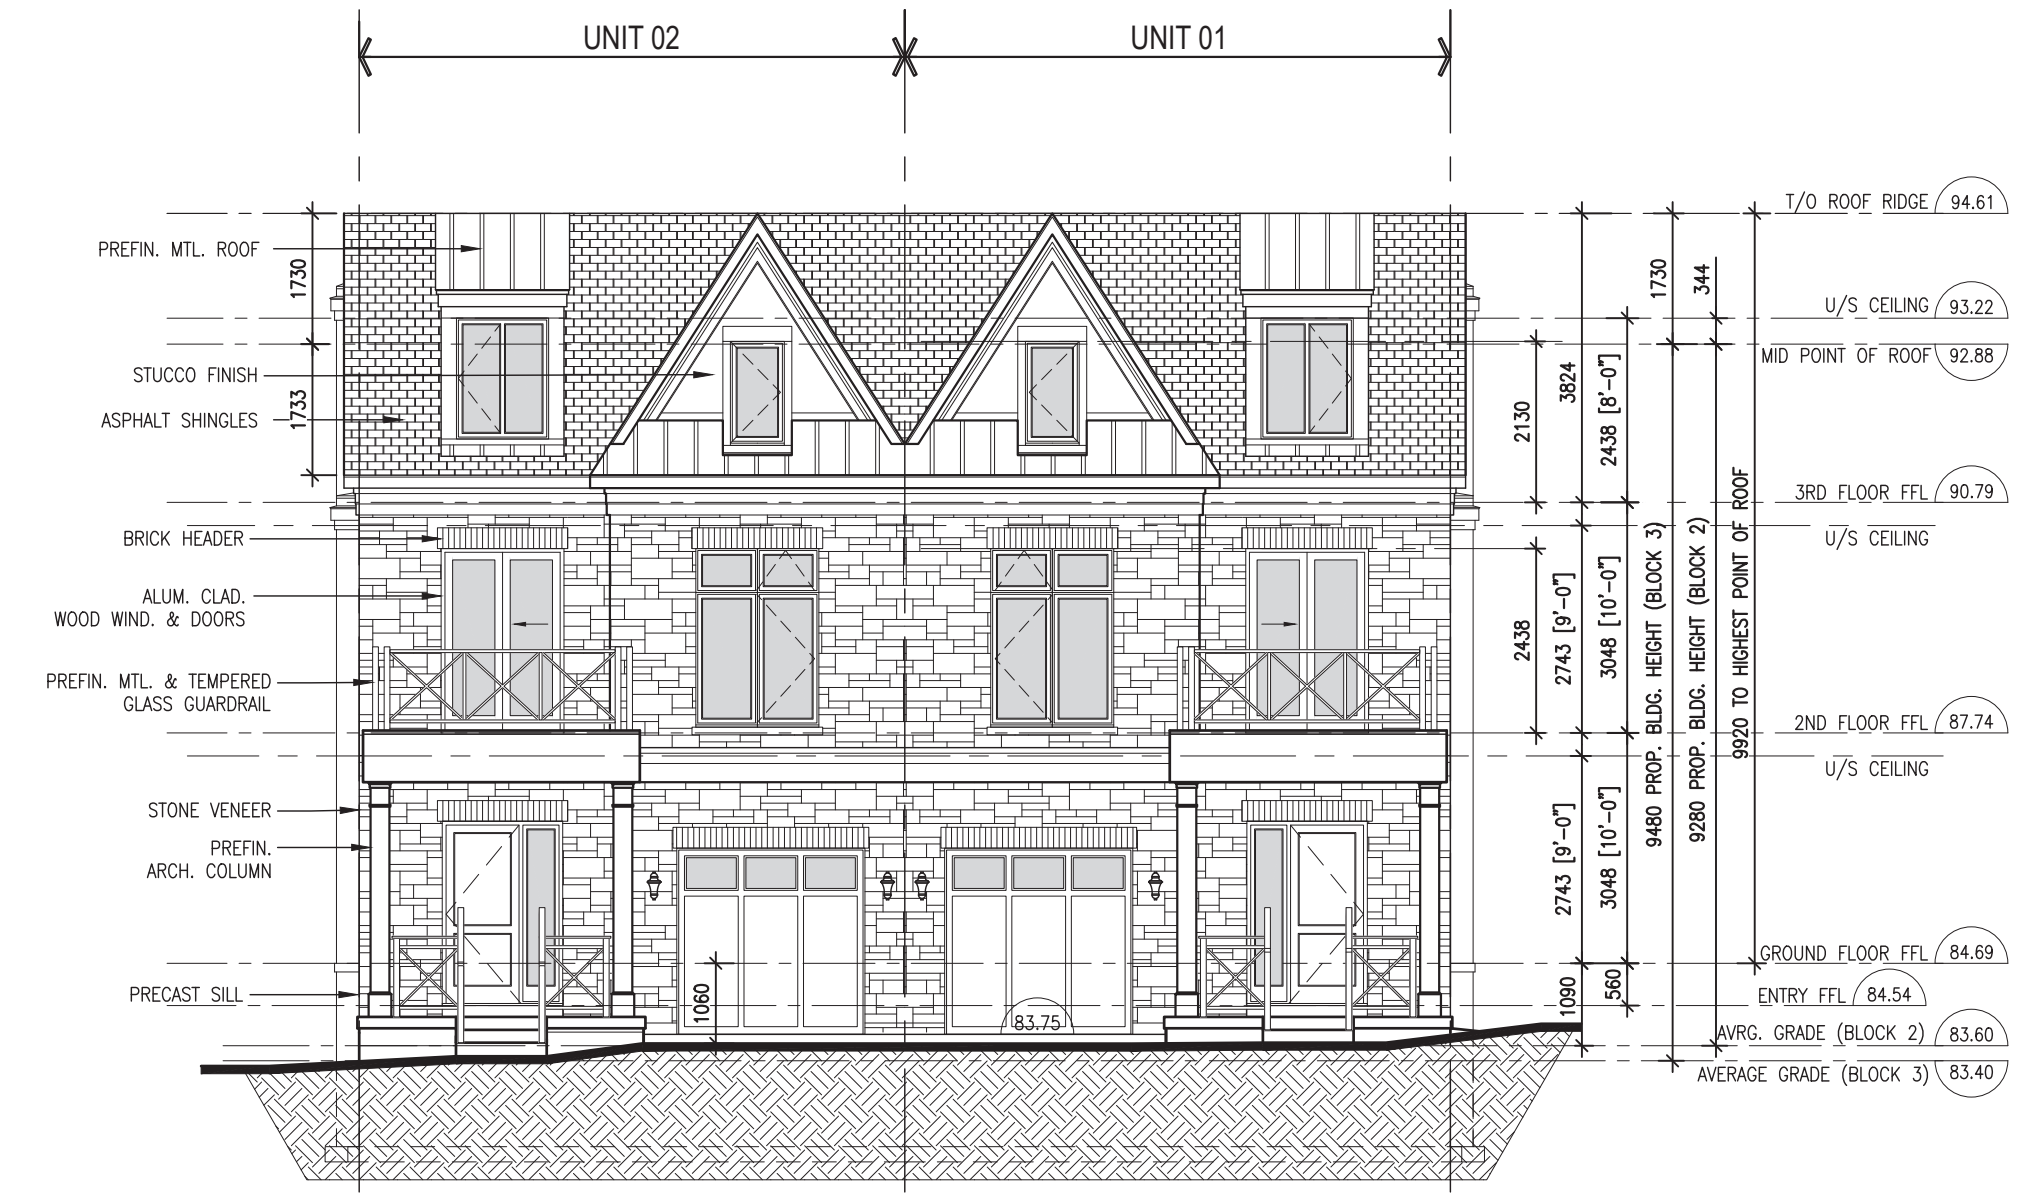 UNIT 02
UNIT 01
T/O ROOF RIDGE 94.61
PREFIN. MTL. ROOF
1730
1730
344
U/S CEILING 93.22
MID POINT OF ROOF 92.88
STUCCO FINISH
ASPHALT SHINGLES
1733
2130
3824
2438 [8'-0"]
3RD FLOOR FFL 90.79
U/S CEILING
BRICK HEADER
ALUM. CLAD.
WOOD WIND. & DOORS
2438
2743 [9'-0"]
3048 [10'-0"]
9480 PROP. BLDG. HEIGHT (BLOCK 3)
9280 PROP. BLDG. HEIGHT (BLOCK 2)
9920 TO HIGHEST POINT OF ROOF
PREFIN. MTL. & TEMPERED
GLASS GUARDRAIL
2ND FLOOR FFL 87.74
U/S CEILING
STONE VENEER
PREFIN.
ARCH. COLUMN
2743 [9'-0"]
3048 [10'-0"]
GROUND FLOOR FFL 84.69
PRECAST SILL
1060
83.75
1090
560
ENTRY FFL 84.54
AVRG. GRADE (BLOCK 2) 83.60
AVERAGE GRADE (BLOCK 3) 83.40